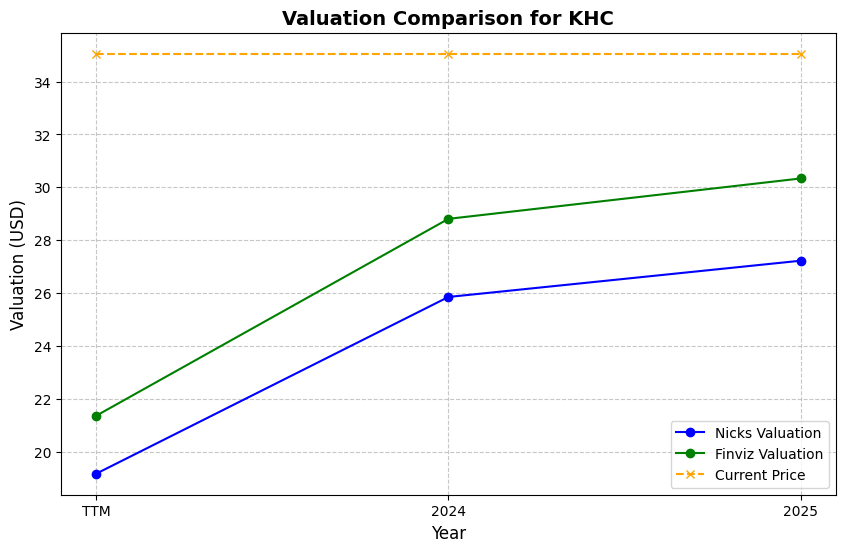 Valuation Comparison for KHC
Valuation (USD)
34
32
30
28
26
24
22
20
TTM
2024
2025
Year
Nicks Valuation
Finviz Valuation
Current Price